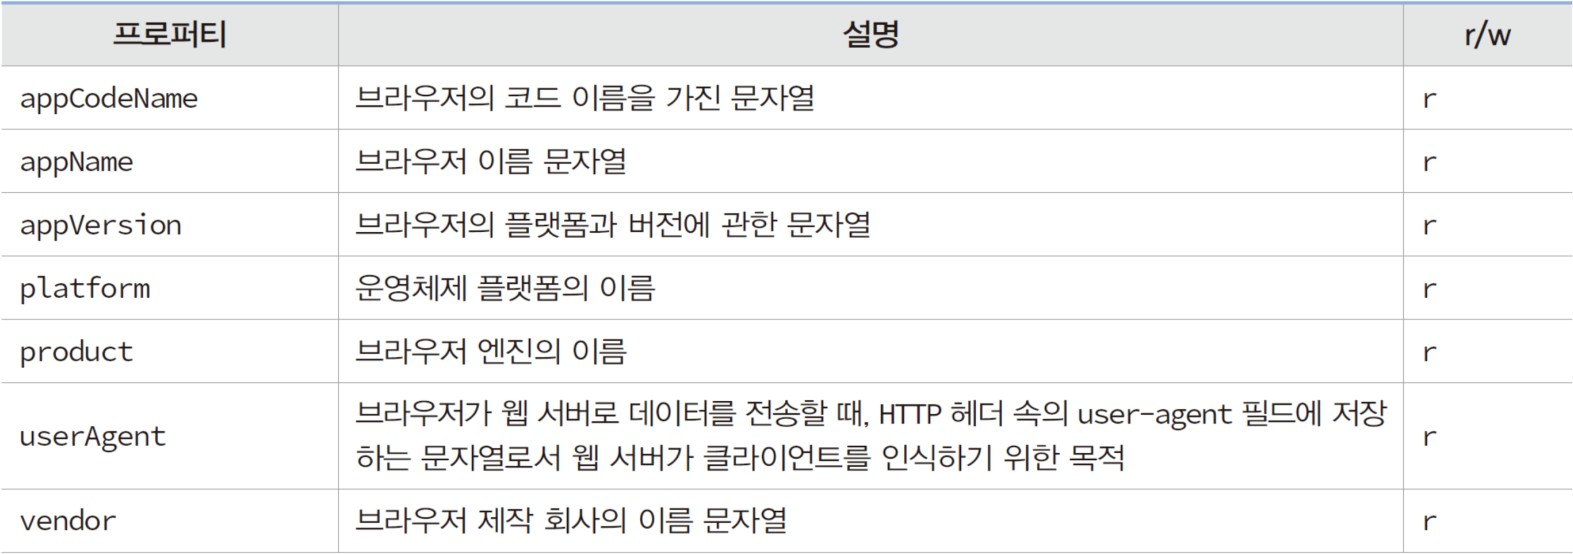 프로퍼티 설명 r/w
appCodeName 브라우저의 코드 이름을 가진 문자열 r
appName 브라우저 이름 문자열 r
appVersion 브라우저의 플랫폼과 버전에 관한 문자열 r
platform 운영체제 플랫폼의 이름 r
product 브라우저 엔진의 이름 r
userAgent 브라우저가 웹 서버로 데이터를 전송할 때, HTTP 헤더 속의 user-agent 필드에 저장
하는 문자열로서 웹 서버가 클라이언트를 인식하기 위한 목적 r
vendor 브라우저 제작 회사의 이름 문자열 r